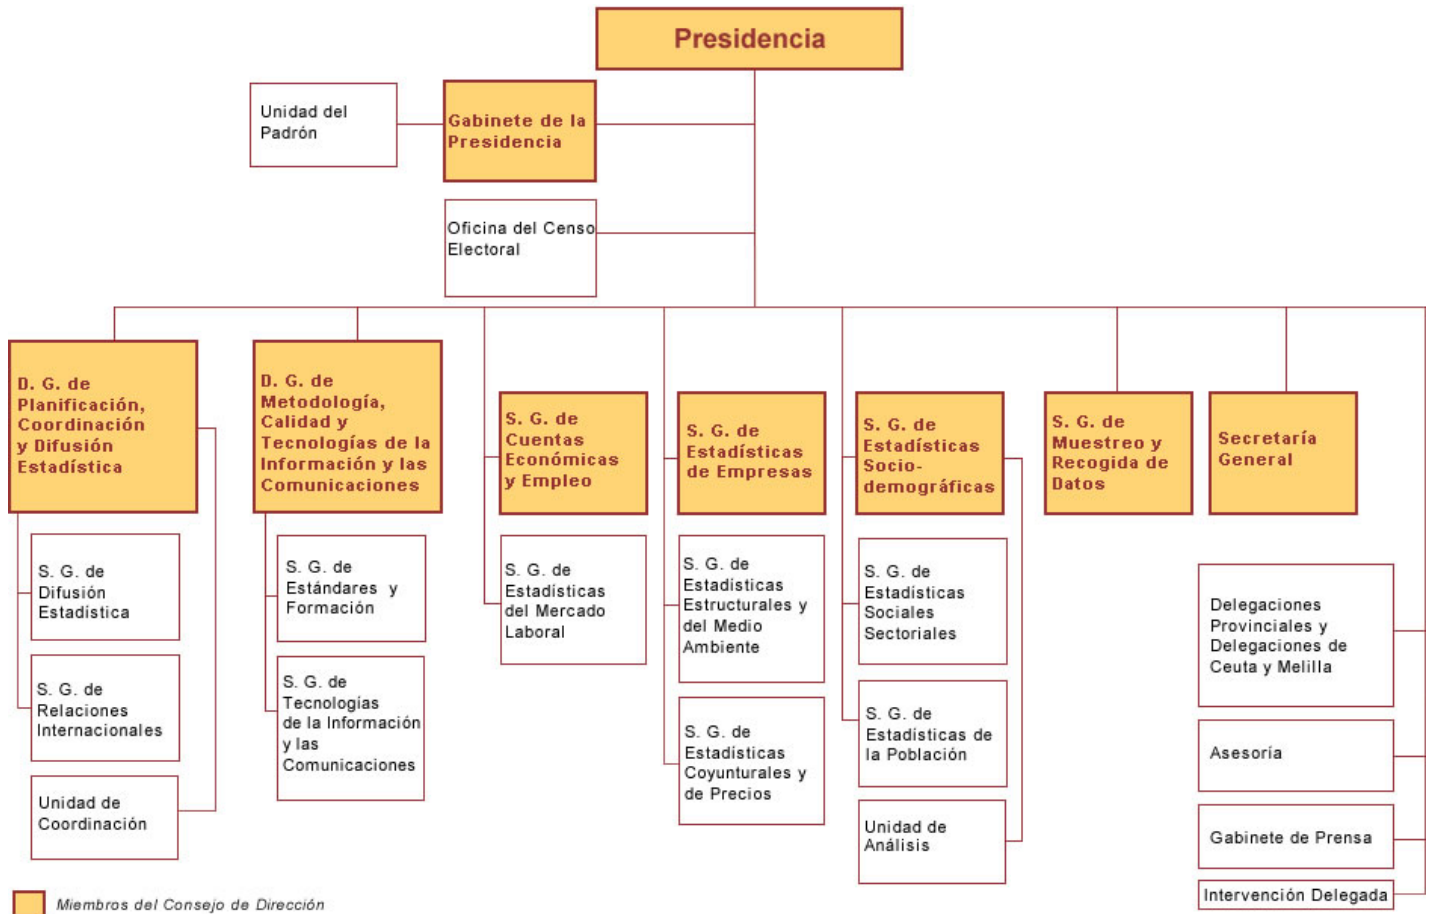 Presidencia
Unidad del
Padrón
Gabinete de la
Presidencia
Oficina del Censo
Electoral
D. G. de
Planificación,
Coordinación
y Difusión
Estadística
D. G. de
Metodología,
Calidad y
Tecnologías de la
Información y las
Comunicaciones
S. G. de
Cuentas
Económicas
y Empleo
S. G. de
Estadísticas
de Empresas
S. G. de
Estadísticas
Socio-
demográficas
S. G. de
Muestreo y
Recogida de
Datos
Secretaría
General
S. G. de
Difusión
Estadística
S. G. de
Relaciones
Internacionales
Unidad de
Coordinación
S. G. de
Estándares y
Formación
S. G. de
Tecnologías
de la Información
y las
Comunicaciones
S. G. de
Estadísticas
del Mercado
Laboral
S. G. de
Estadísticas
Estructurales y
del Medio
Ambiente
S. G. de
Estadísticas
Coyunturales y
de Precios
S. G. de
Estadísticas
Sociales
Sectoriales
S. G. de
Estadísticas de
la Población
Unidad de
Análisis
Delegaciones
Provinciales y
Delegaciones de
Ceuta y Melilla
Asesoría
Gabinete de Prensa
Intervención Delegada
Miembros del Consejo de Dirección